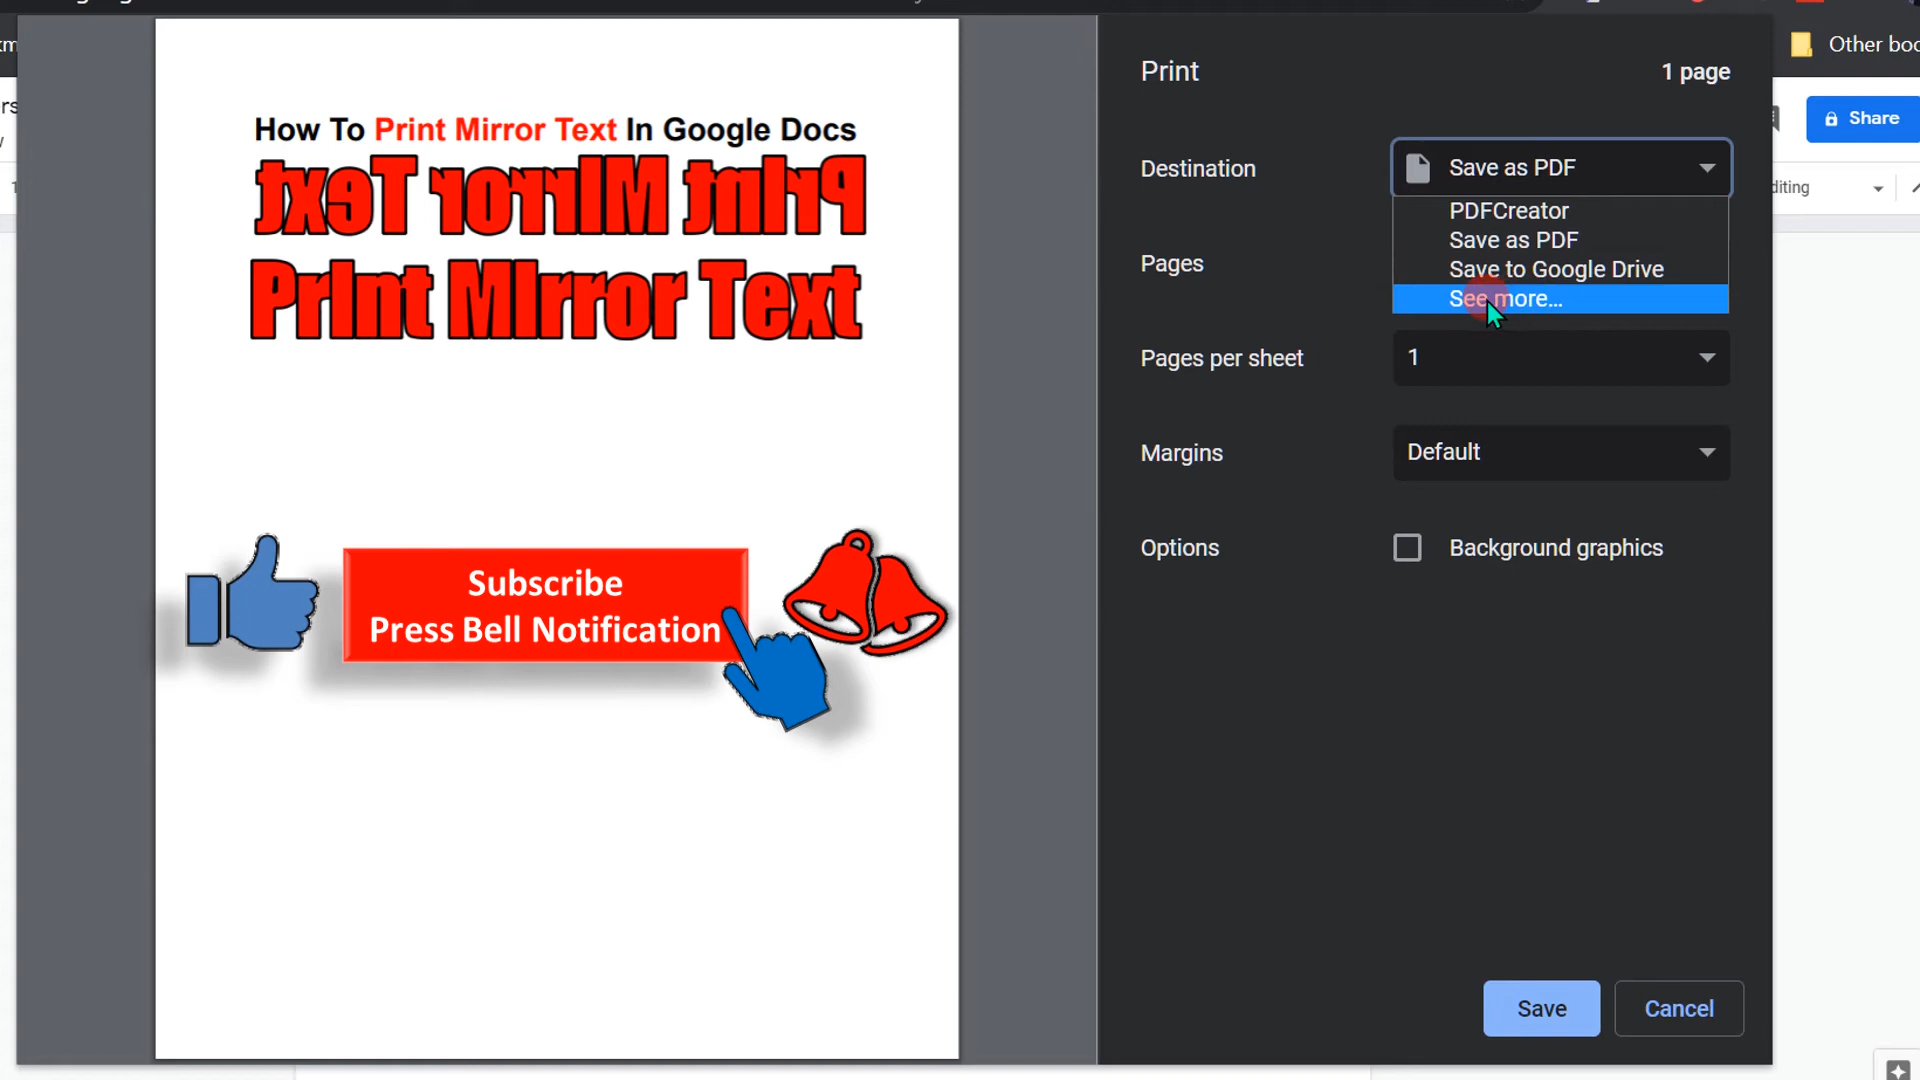 Other boo
Print
1 page
Share
How To Print Mirror Text In Google Docs
Destination
Save as PDF
Print Mirror Text
PDFCreator
Save as PDF
Pages
Save to Google Drive
See more...
Print Mirror Text
Pages per sheet
1
Margins
Default
Options
Background graphics
Subscribe
Press Bell Notification
Save
Cancel